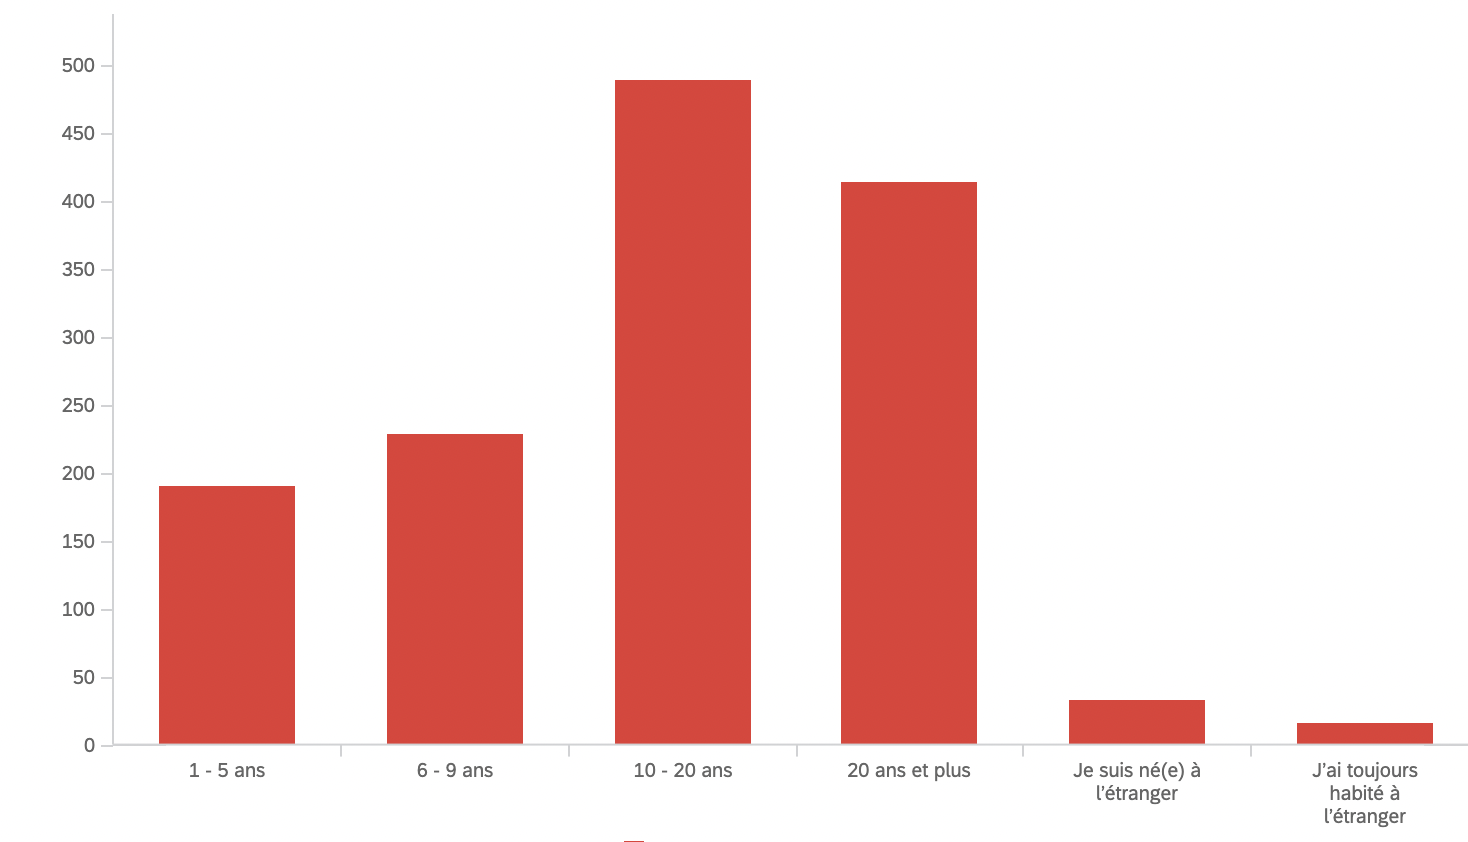 500
450
400
350
300
250
200
150
100
50
0
1 - 5 ans
6 - 9 ans
10 - 20 ans
20 ans et plus
Je suis né(e) à
l’étranger
J’ai toujours
habité à
l’étranger